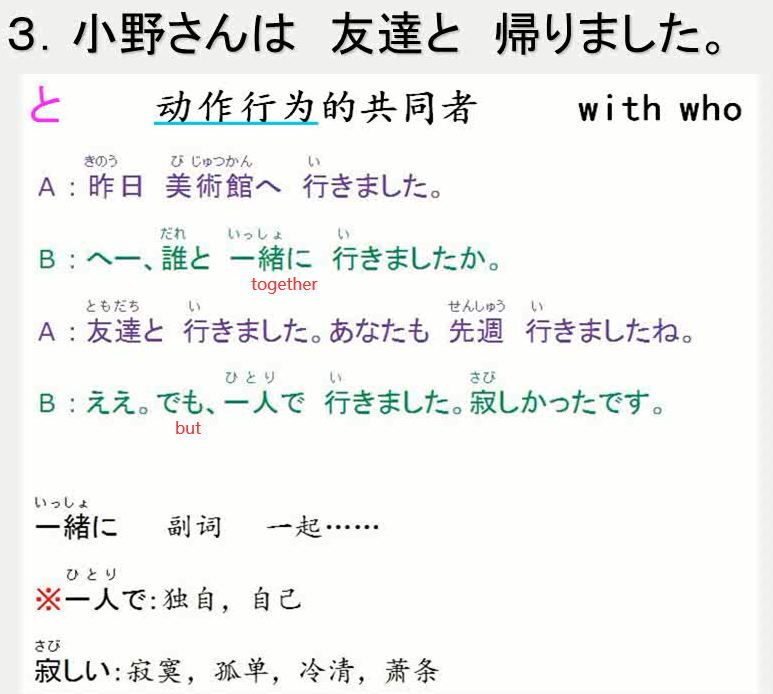 ３．小野さんは　友達と　帰りました。
と　动作行为的共同者　with who
きのう　びじゅつかん　い
A：昨日　美術館へ　行きました。
だれ　いっしょ　い
B：へー、誰と　一緒に　行きましたか。
together
ともだち　い　せんしゅう　い
A：友達と　行きました。あなたも　先週　行きましたね。
ひとり　い　さび
B：ええ。でも、一人で　行きました。寂しかったです。
but
いっしょ
一緒に　副词　一起……
ひとり
※一人で:独自，自己
さび
寂しい:寂寞，孤单，冷清，萧条